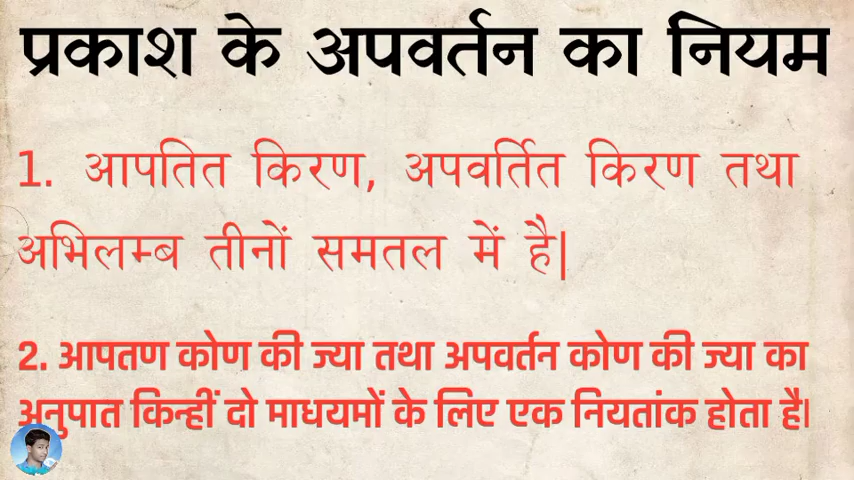 प्रकाश के अपवर्तन का नियम
1. आपतित किरण, अपवर्तित किरण तथा
अभिलम्ब तीनों समतल में है|
2. आपतण कोण की ज्या तथा अपवर्तन कोण की ज्या का
अनुपात किन्हीं दो माधयमों के लिए एक नियतांक होता है|